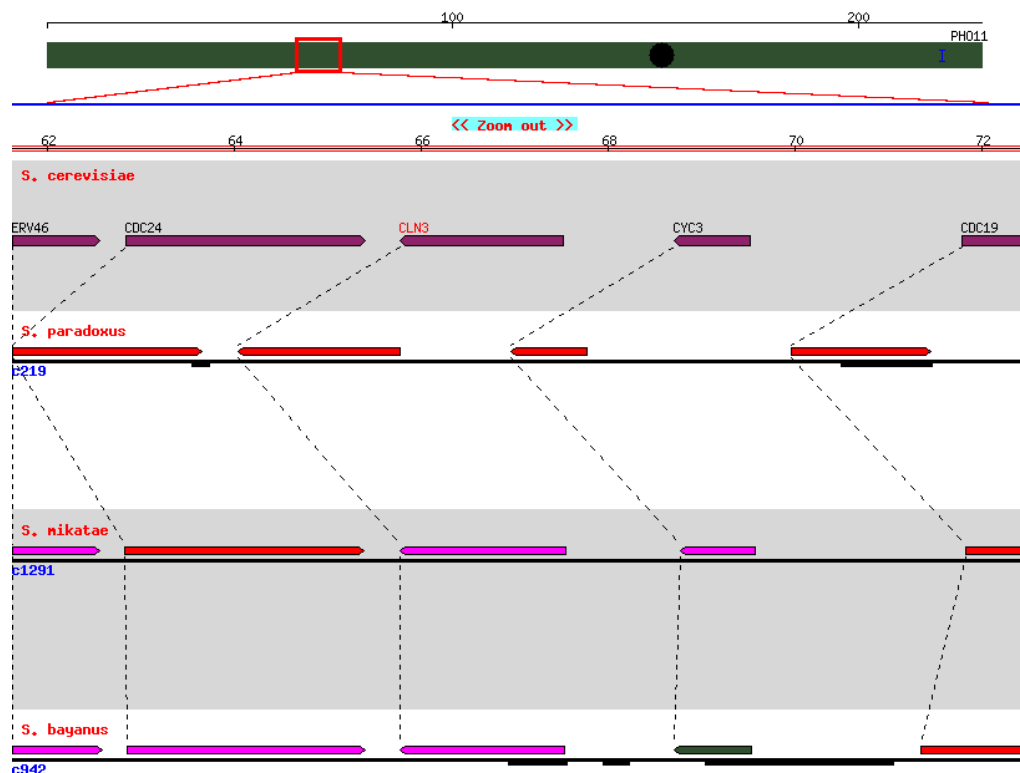 100 200
PHO11
I
<< Zoom out >>
62 64 66 68 70 72
S. cerevisiae
ERV46 CDC24 CLN3 CYC3 CDC19
S. paradoxus
c219
S. mikatae
c1291
S. bayanus
c942